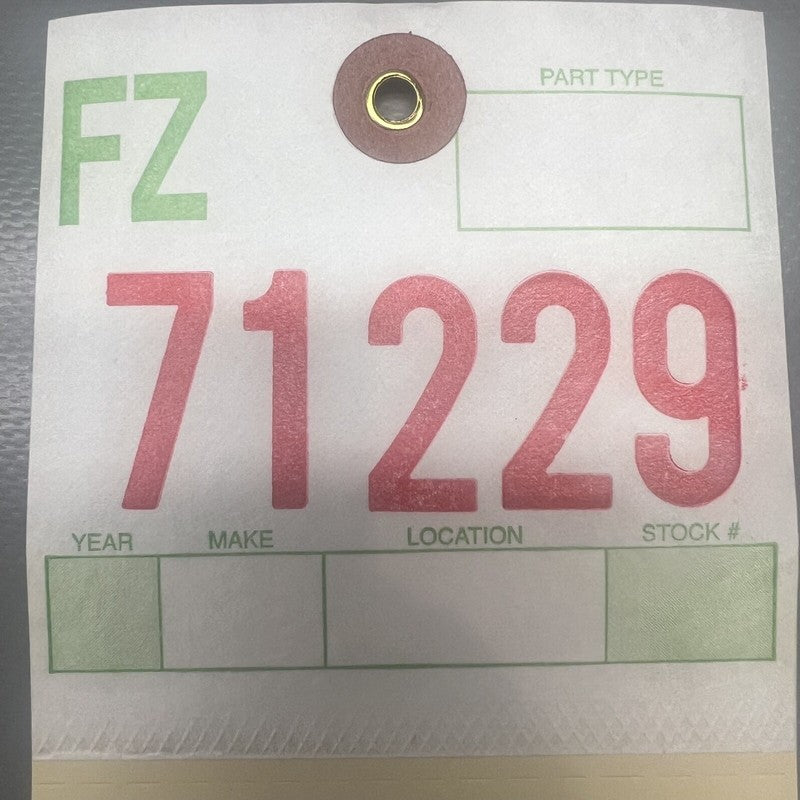 FZ
PART TYPE
71229
YEAR MAKE LOCATION STOCK #